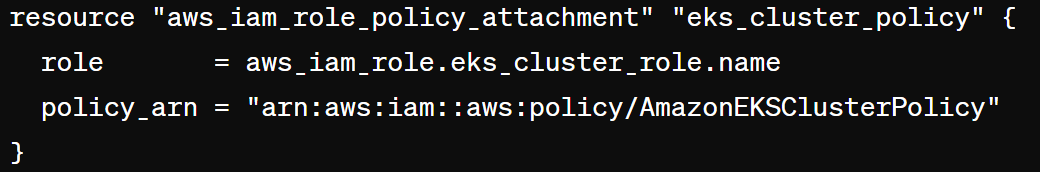 resource "aws_iam_role_policy_attachment" "eks_cluster_policy" {
  role       = aws_iam_role.eks_cluster_role.name
  policy_arn = "arn:aws:iam::aws:policy/AmazonEKSClusterPolicy"
}